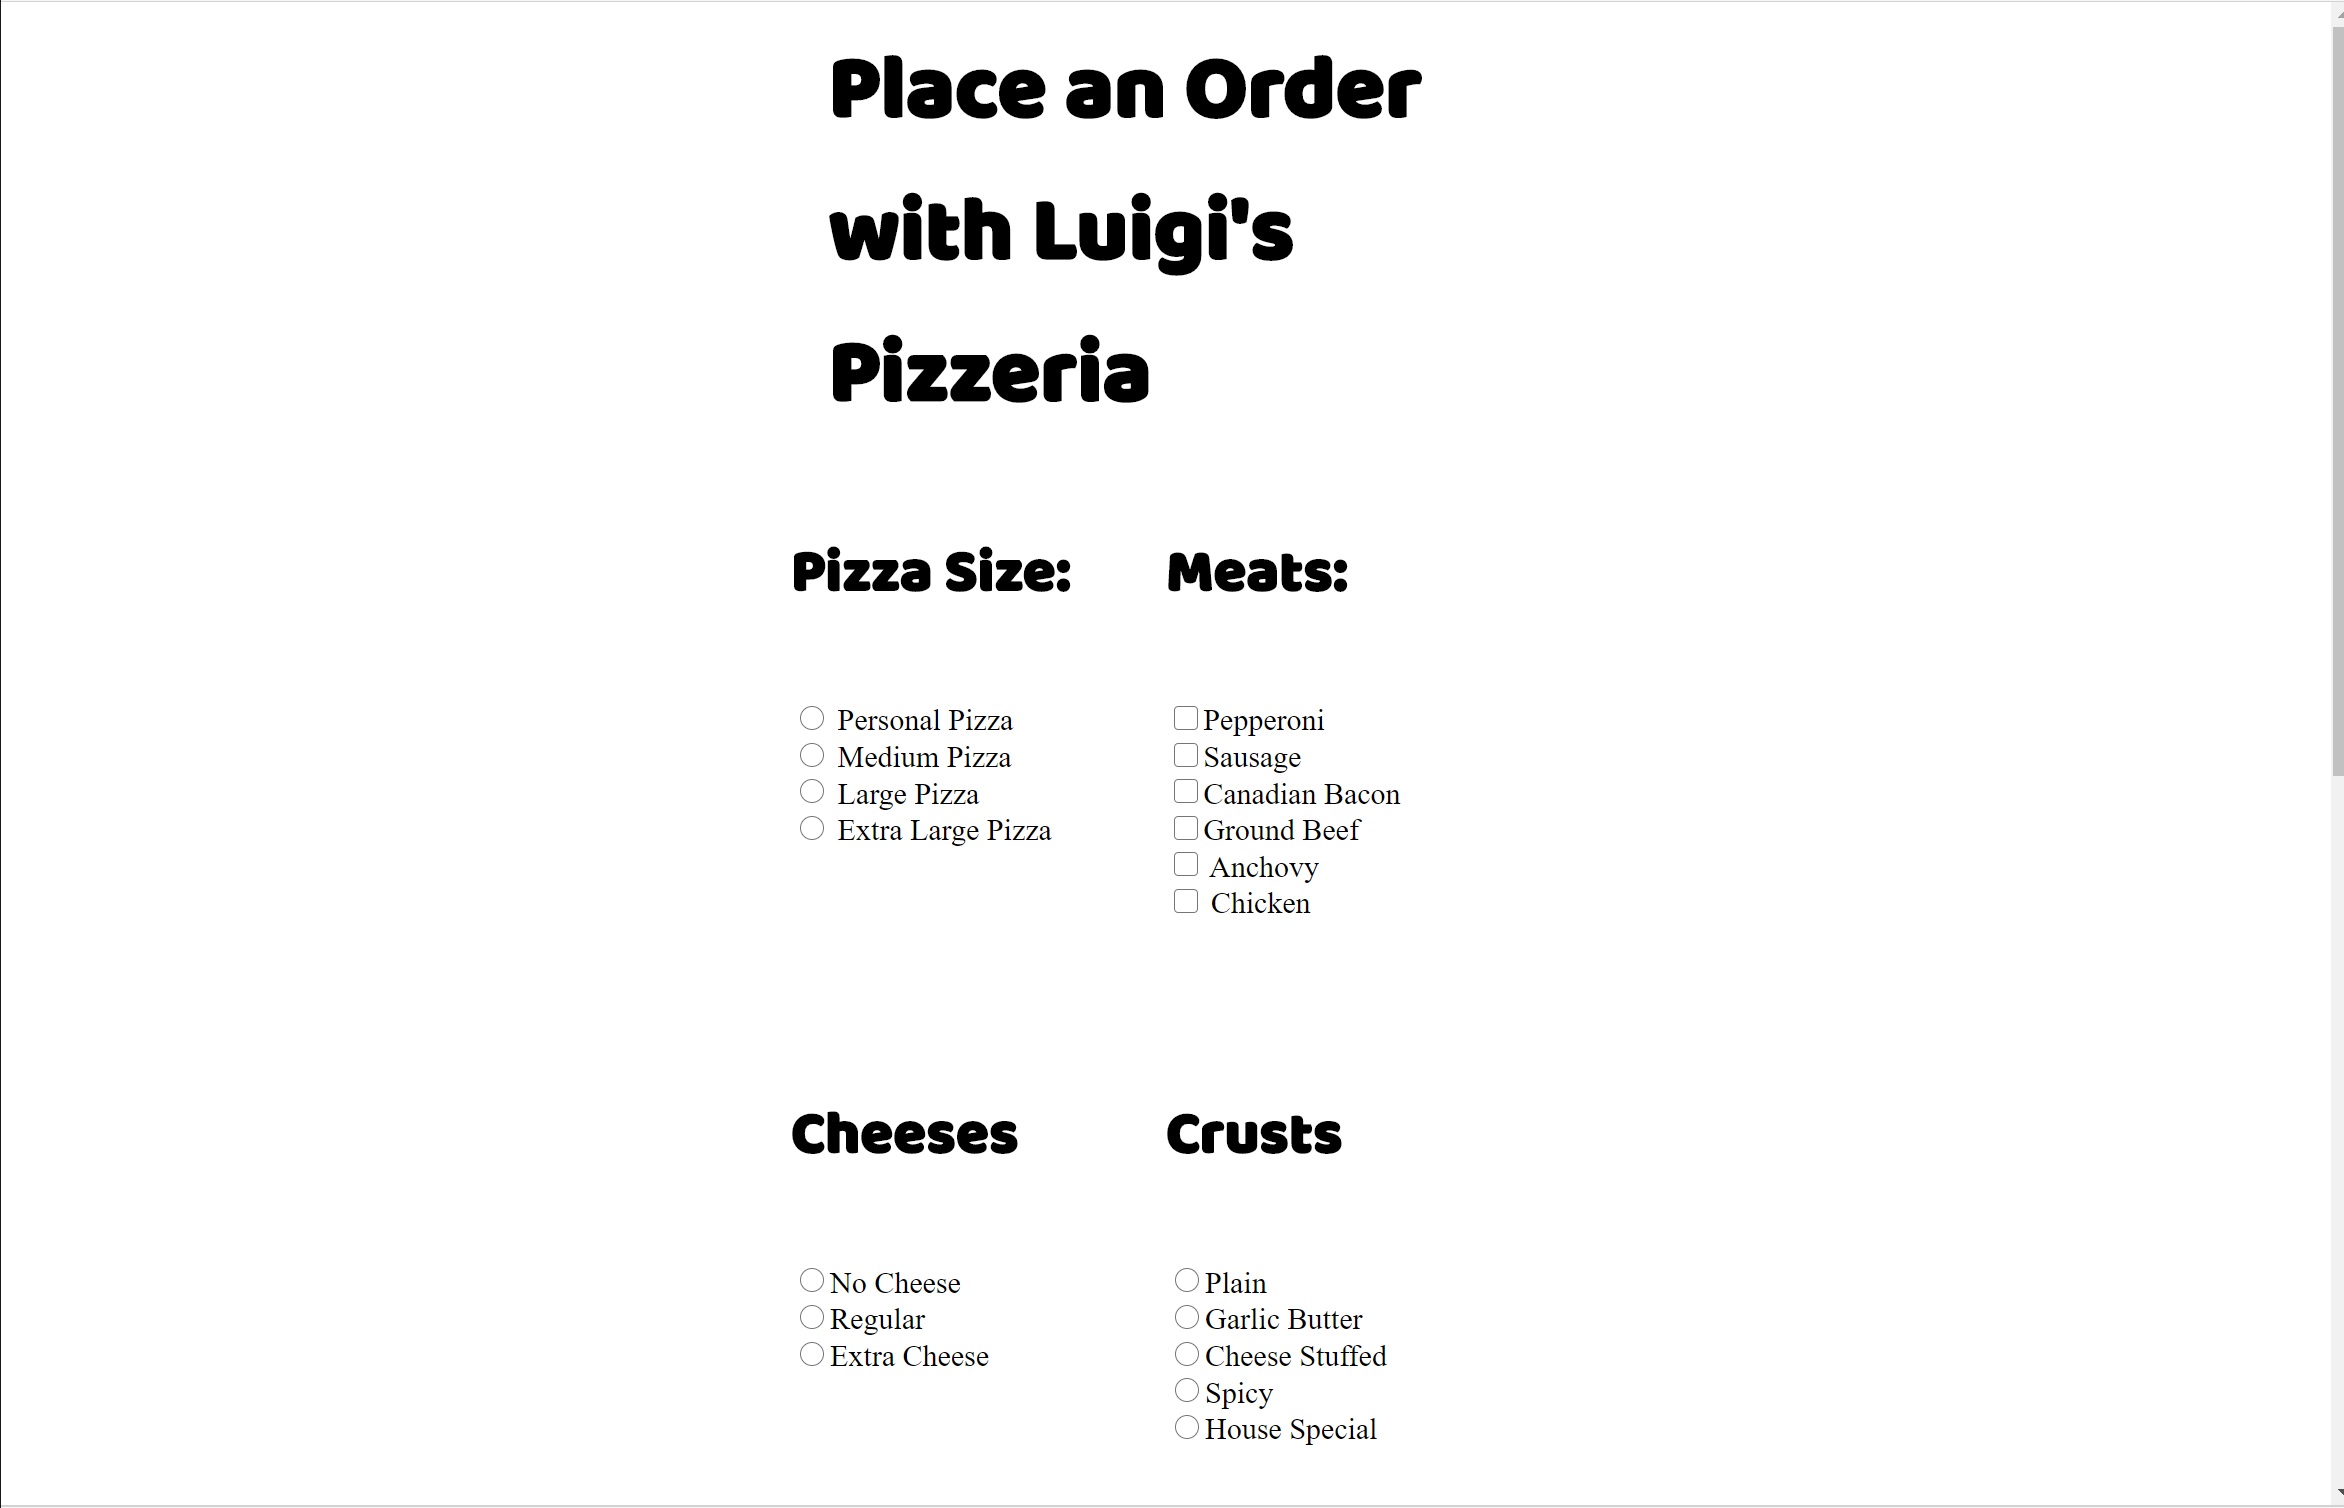 Place an Order
with Luigi's
Pizzeria
Pizza Size:
Personal Pizza
Medium Pizza
Large Pizza
Extra Large Pizza
Meats:
Pepperoni
Sausage
Canadian Bacon
Ground Beef
Anchovy
Chicken
Cheeses
No Cheese
Regular
Extra Cheese
Crusts
Plain
Garlic Butter
Cheese Stuffed
Spicy
House Special